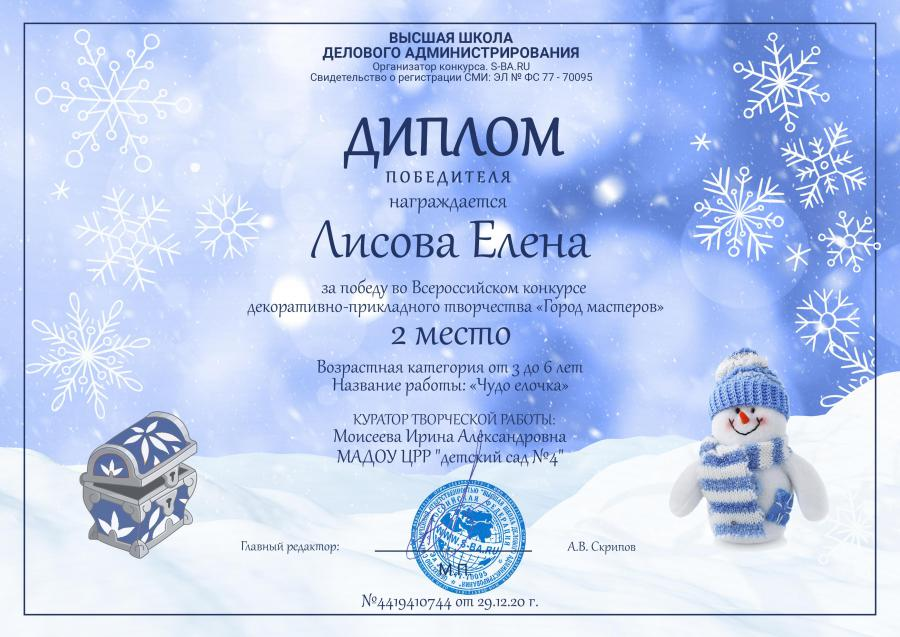 ВЫСШАЯ ШКОЛА
ДЕЛОВОГО АДМИНИСТРИРОВАНИЯ
Организатор конкурса. S-BA.RU
Свидетельство о регистрации СМИ: ЭЛ № ФС 77 - 70095
ДИПЛОМ
ПОБЕДИТЕЛЯ
награждается
Лисова Елена
за победу во Всероссийском конкурсе
декоративно-прикладного творчества «Город мастеров»
2 место
Возрастная категория от 3 до 6 лет
Название работы: «Чудо елочка»
КУРАТОР ТВОРЧЕСКОЙ РАБОТЫ:
Моисеева Ирина Александровна
МАДОУ ЦРР "детский сад №4"
WWW.S-BA.RU
Главный редактор:
А.В. Скрипов
М.П.
№4419410744 от 29.12.20 г.